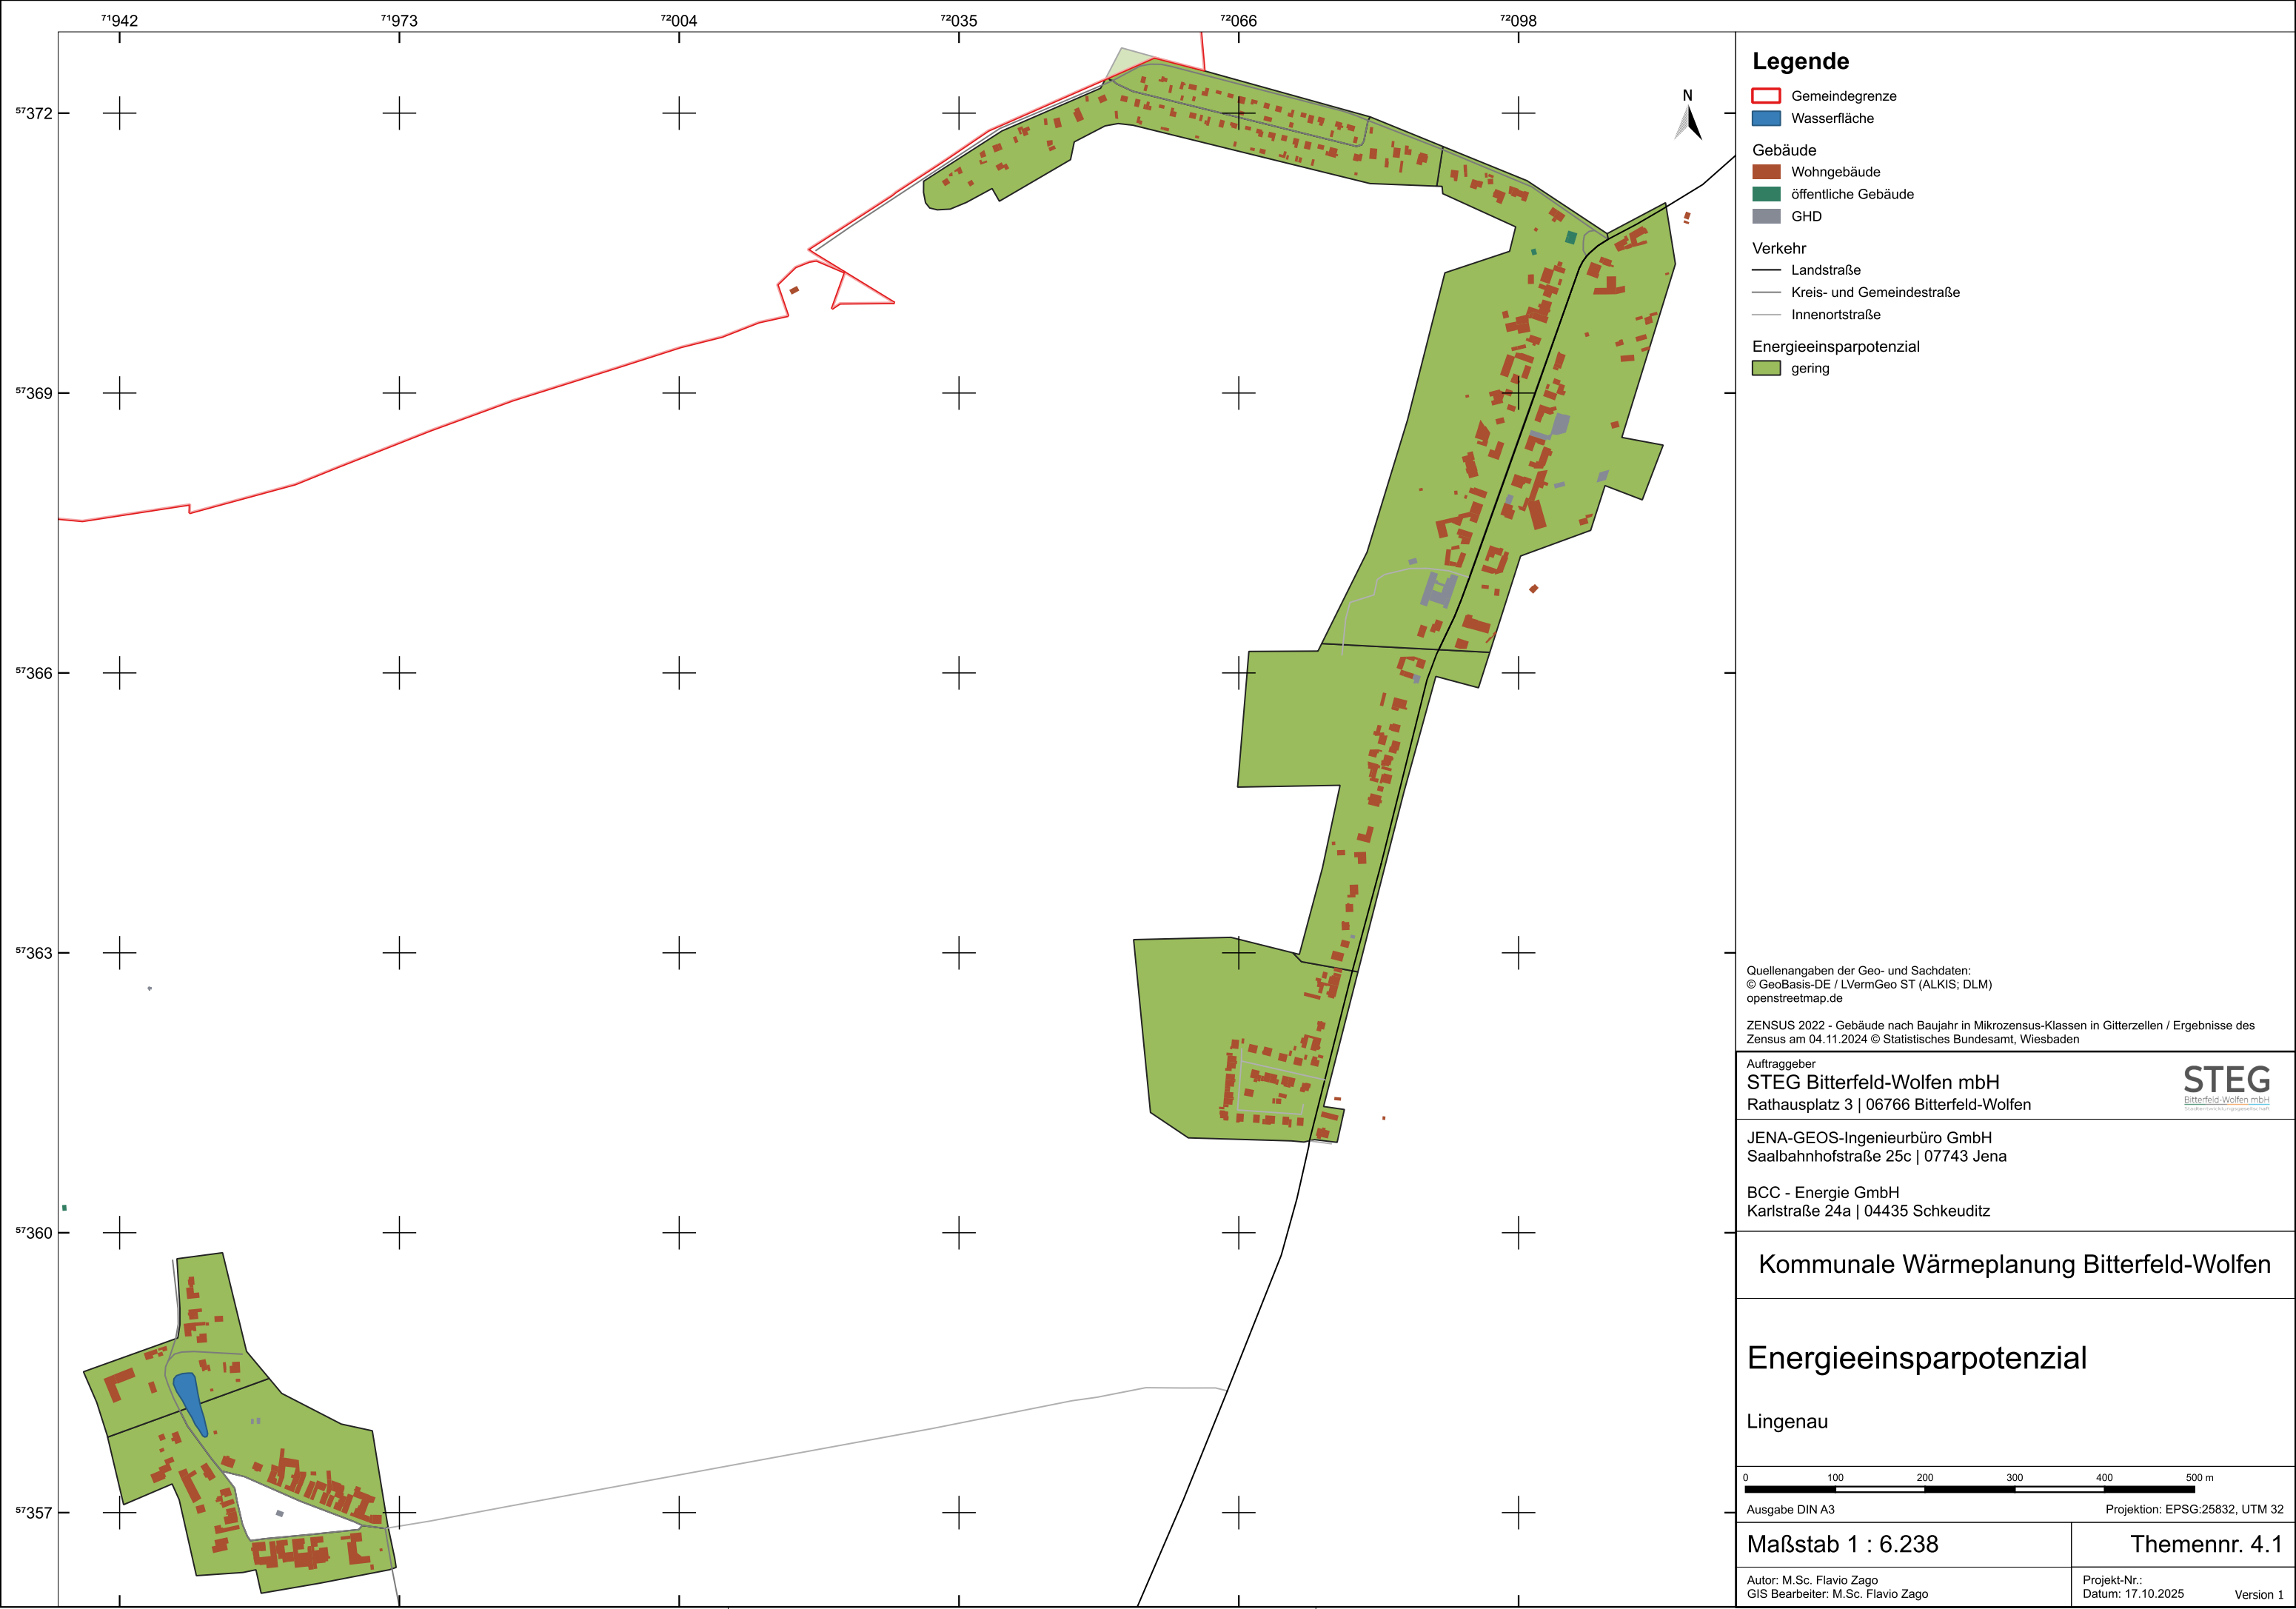 71942 71973 72004 72035 72066 72098
57372
57369
57366
57363
57360
57357
N
Legende
Gemeindegrenze
Wasserfläche
Gebäude
Wohngebäude
öffentliche Gebäude
GHD
Verkehr
Landstraße
Kreis- und Gemeindestraße
Innenortstraße
Energieeinsparpotenzial
gering
Quellenangaben der Geo- und Sachdaten:
© GeoBasis-DE / LVermGeo ST (ALKIS; DLM)
openstreetmap.de
ZENSUS 2022 - Gebäude nach Baujahr in Mikrozensus-Klassen in Gitterzellen / Ergebnisse des
Zensus am 04.11.2024 © Statistisches Bundesamt, Wiesbaden
Auftraggeber
STEG Bitterfeld-Wolfen mbH
Rathausplatz 3 | 06766 Bitterfeld-Wolfen
STEG
Bitterfeld-Wolfen mbH
Stadtentwicklungsgesellschaft
JENA-GEOS-Ingenieurbüro GmbH
Saalbahnhofstraße 25c | 07743 Jena
BCC - Energie GmbH
Karlstraße 24a | 04435 Schkeuditz
Kommunale Wärmeplanung Bitterfeld-Wolfen
Energieeinsparpotenzial
Lingenau
0 100 200 300 400 500 m
Ausgabe DIN A3 Projektion: EPSG:25832, UTM 32
Maßstab 1 : 6.238 Themennr. 4.1
Autor: M.Sc. Flavio Zago
GIS Bearbeiter: M.Sc. Flavio Zago
Projekt-Nr.:
Datum: 17.10.2025 Version 1